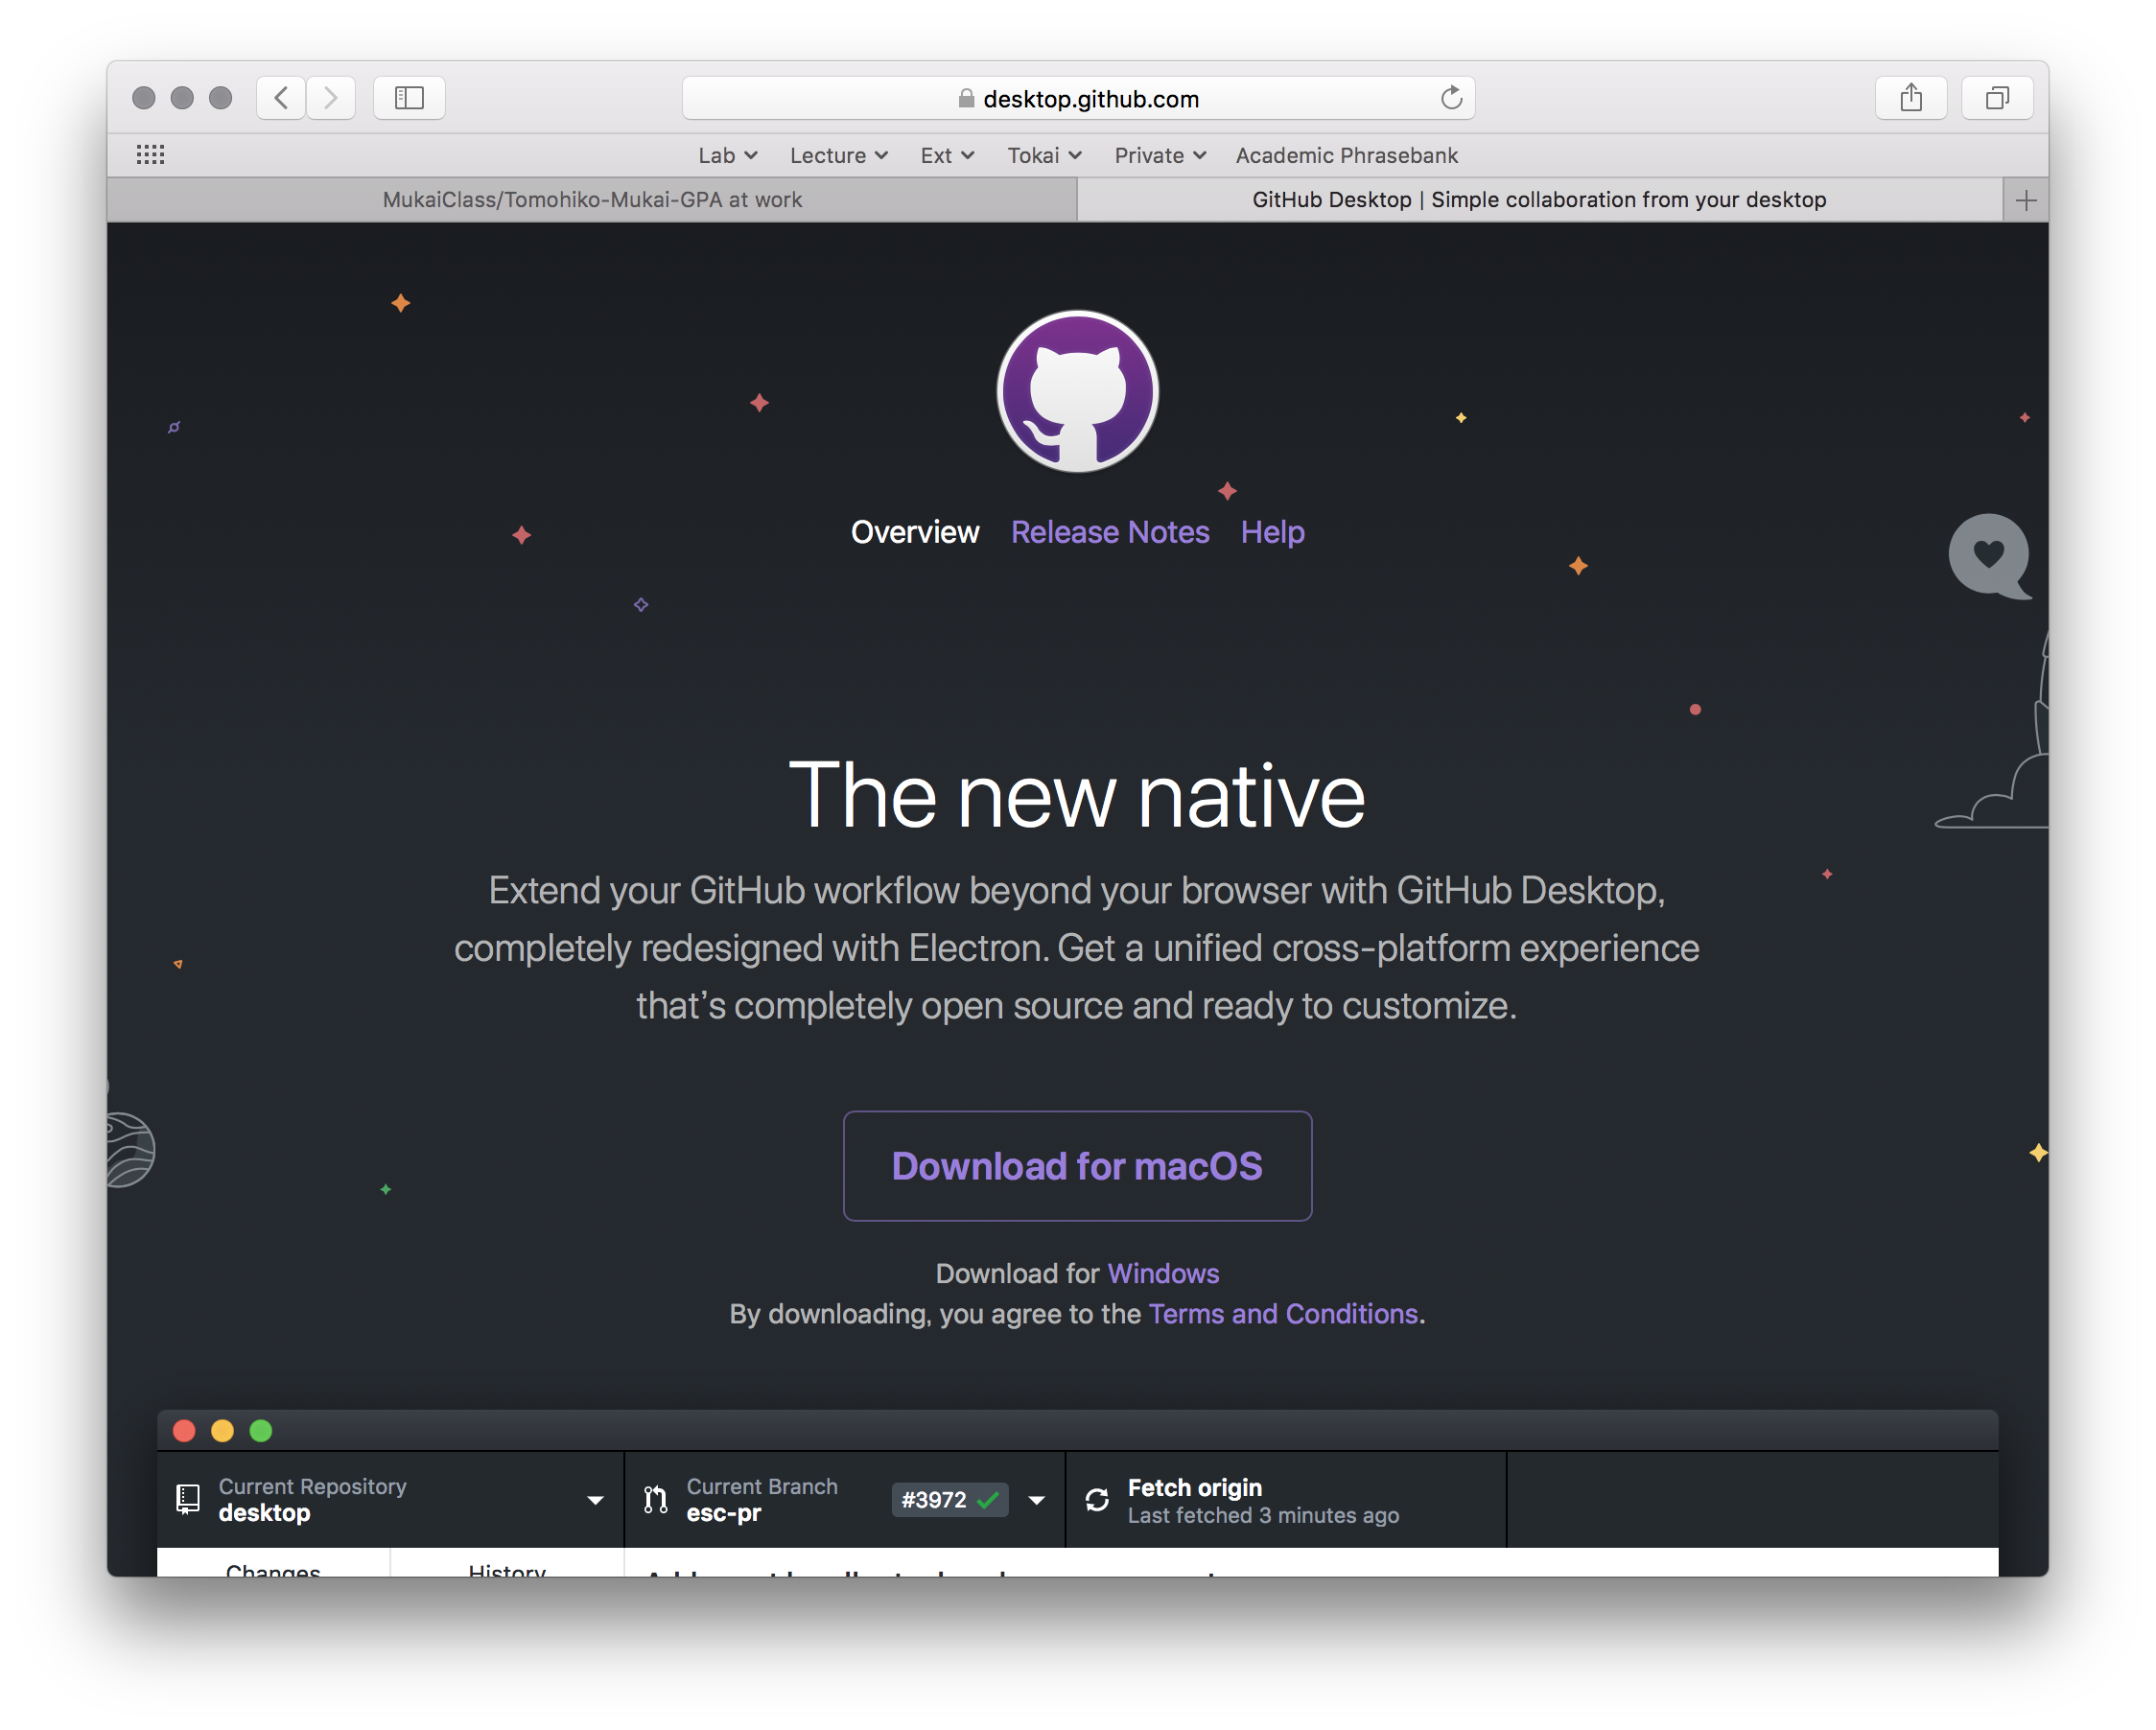 desktop.github.com
Lab Lecture Ext Tokai Private Academic Phrasebank
MukaiClass/Tomohiko-Mukai-GPA at work
GitHub Desktop | Simple collaboration from your desktop
Overview Release Notes Help
The new native
Extend your GitHub workflow beyond your browser with GitHub Desktop,
completely redesigned with Electron. Get a unified cross-platform experience
that’s completely open source and ready to customize.
Download for macOS
Download for Windows
By downloading, you agree to the Terms and Conditions.
Current Repository
desktop
Current Branch
esc-pr
#3972
Fetch origin
Last fetched 3 minutes ago
Changes
History